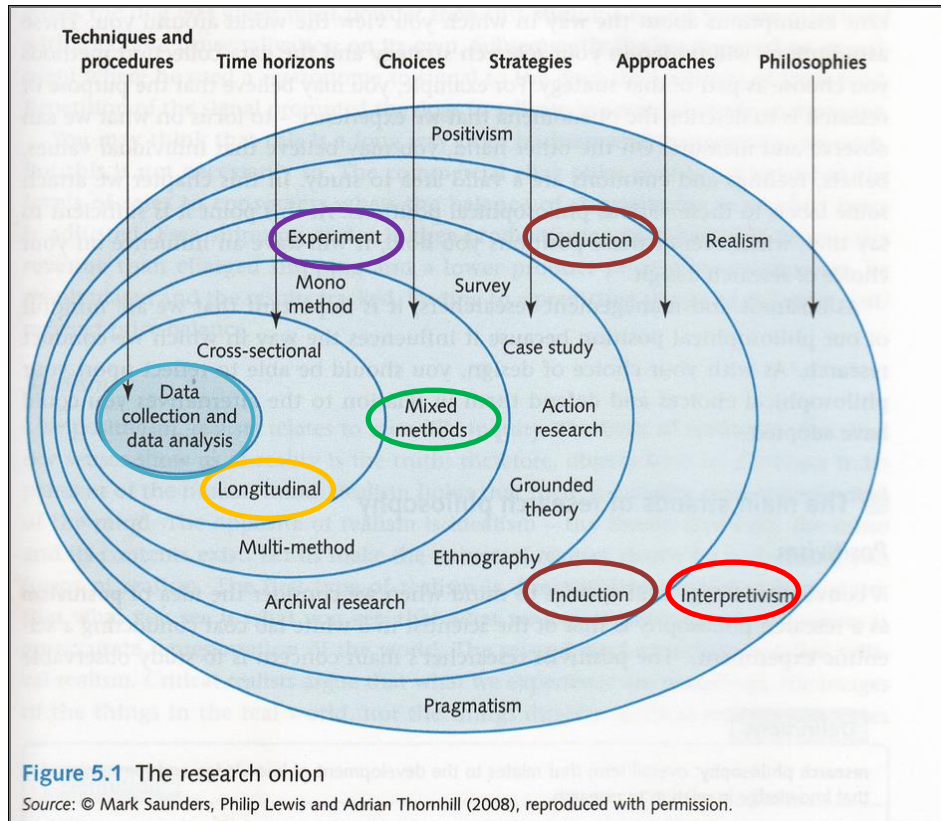 Techniques and
procedures
Time horizons
Choices
Strategies
Approaches
Philosophies
Positivism
Experiment
Deduction
Realism
Mono
method
Survey
Cross-sectional
Case study
Data
collection and
data analysis
Mixed
methods
Action
research
Longitudinal
Grounded
theory
Multi-method
Ethnography
Archival research
Induction
Interpretivism
Pragmatism
Figure 5.1 The research onion
Source: © Mark Saunders, Philip Lewis and Adrian Thornhill (2008), reproduced with permission.